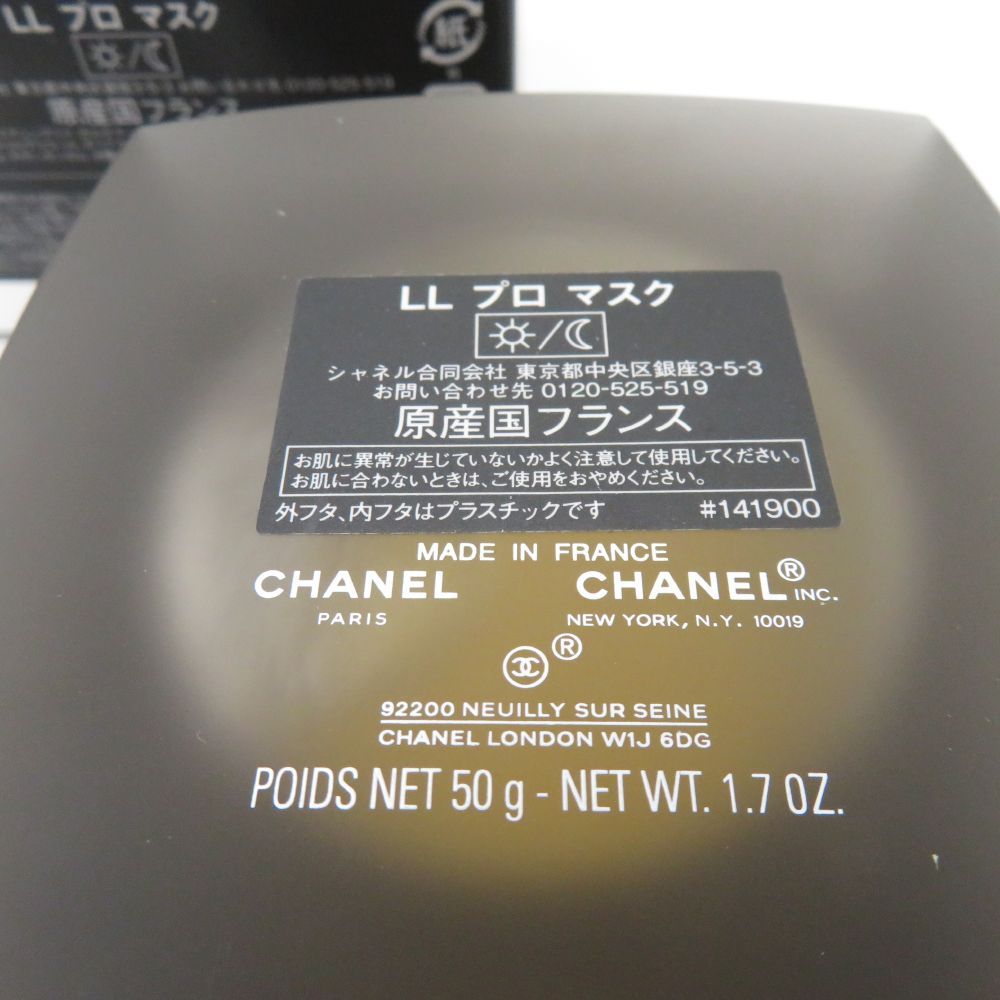 LL プロ マスク
紙
原産国フランス
LL プロ マスク
シャネル合同会社 東京都中央区銀座3-5-3
お問い合わせ先 0120-525-519
原産国フランス
お肌に異常が生じていないかよく注意して使用してください。
お肌に合わないときは、ご使用をおやめください。
外フタ、内フタはプラスチックです #141900
MADE IN FRANCE
CHANEL CHANEL® INC.
PARIS NEW YORK, N.Y. 10019
®
92200 NEUILLY SUR SEINE
CHANEL LONDON W1J 6DG
POIDS NET 50 g - NET WT. 1.7 OZ.